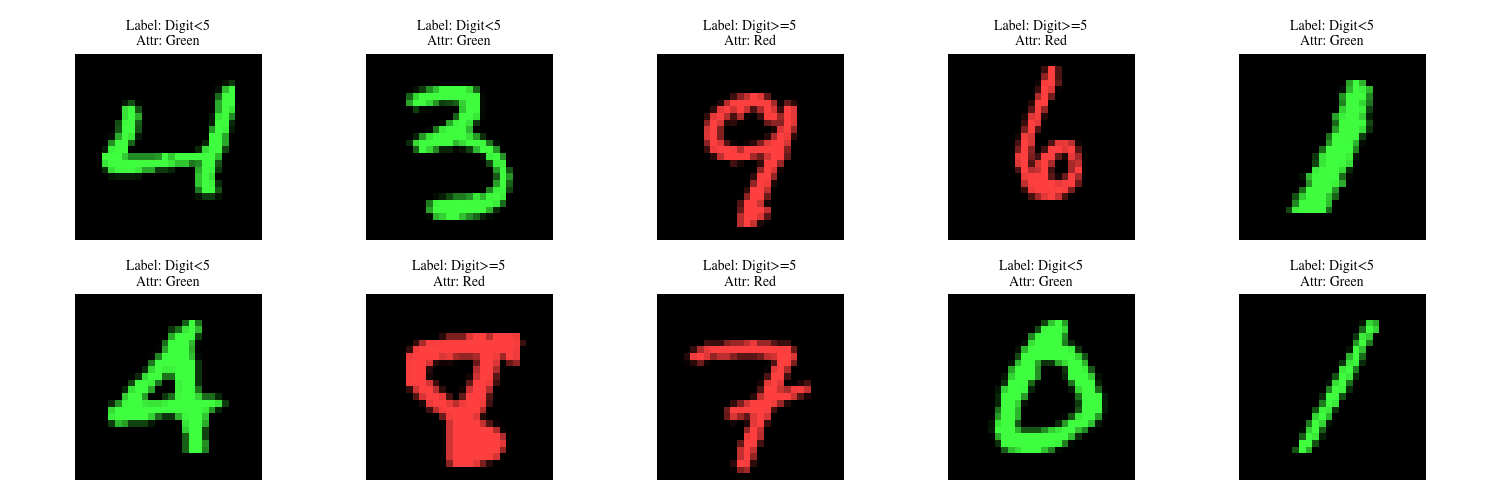 Label: Digit<5
Attr: Green
4
Label: Digit<5
Attr: Green
3
Label: Digit>=5
Attr: Red
9
Label: Digit>=5
Attr: Red
6
Label: Digit<5
Attr: Green
1
Label: Digit<5
Attr: Green
4
Label: Digit>=5
Attr: Red
8
Label: Digit>=5
Attr: Red
7
Label: Digit<5
Attr: Green
0
Label: Digit<5
Attr: Green
1